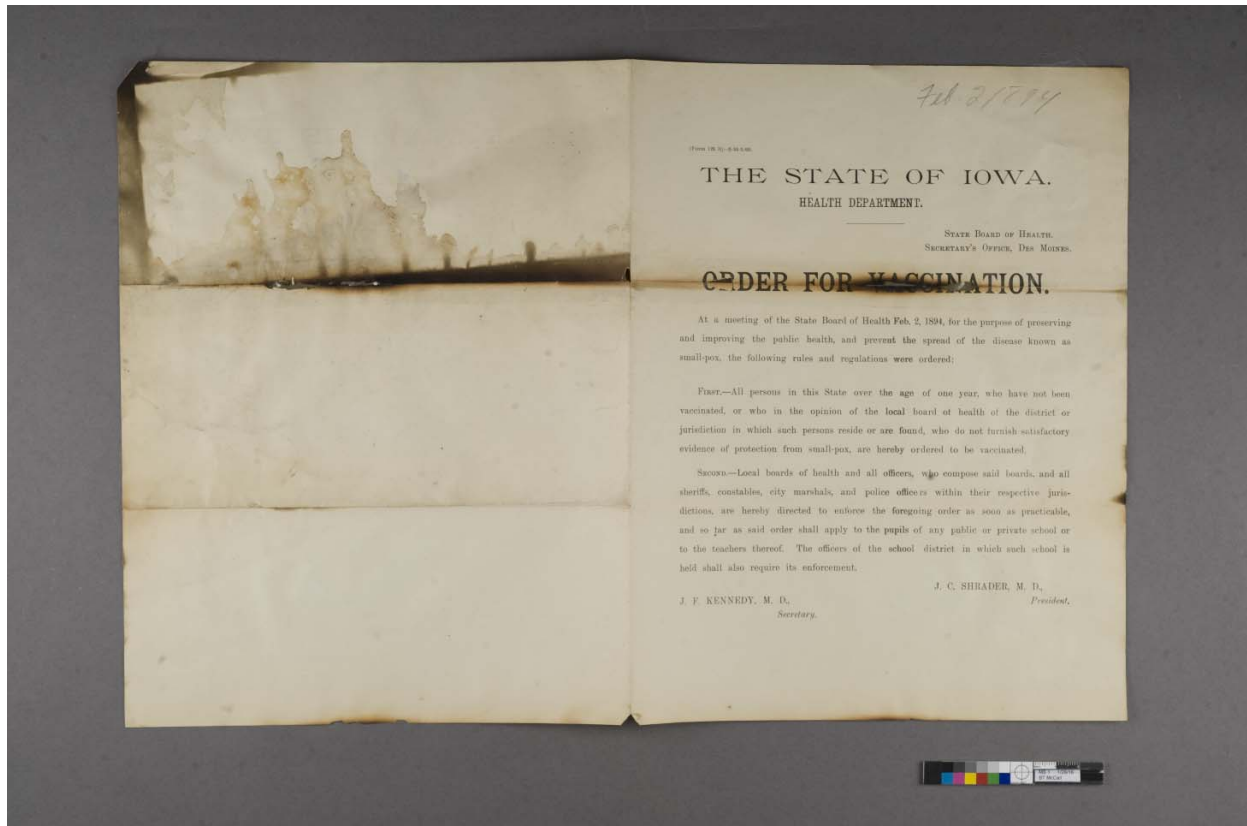 Feb. 2 1894
THE STATE OF IOWA.
HEALTH DEPARTMENT.
STATE BOARD OF HEALTH,
SECRETARY'S OFFICE, DES MOINES.
ORDER FOR VACCINATION.
At a meeting of the State Board of Health Feb. 2, 1894, for the purpose of preserving
and improving the public health, and prevent the spread of the disease known as
small-pox, the following rules and regulations were ordered:
FIRST.—All persons in this State over the age of one year, who have not been
vaccinated, or who in the opinion of the local board of health of the district or
jurisdiction in which such persons reside or are found, who do not furnish satisfactory
evidence of protection from small-pox, are hereby ordered to be vaccinated.
SECOND.—Local boards of health and all officers, who compose said boards, and all
sheriffs, constables, city marshals, and police officers within their respective juris-
dictions, are hereby directed to enforce the foregoing order as soon as practicable,
and so far as said order shall apply to the pupils of any public or private school or
to the teachers thereof. The officers of the school district in which such school is
held shall also require its enforcement.
J. C. SHRADER, M. D.,
President.
J. F. KENNEDY, M. D.,
Secretary.